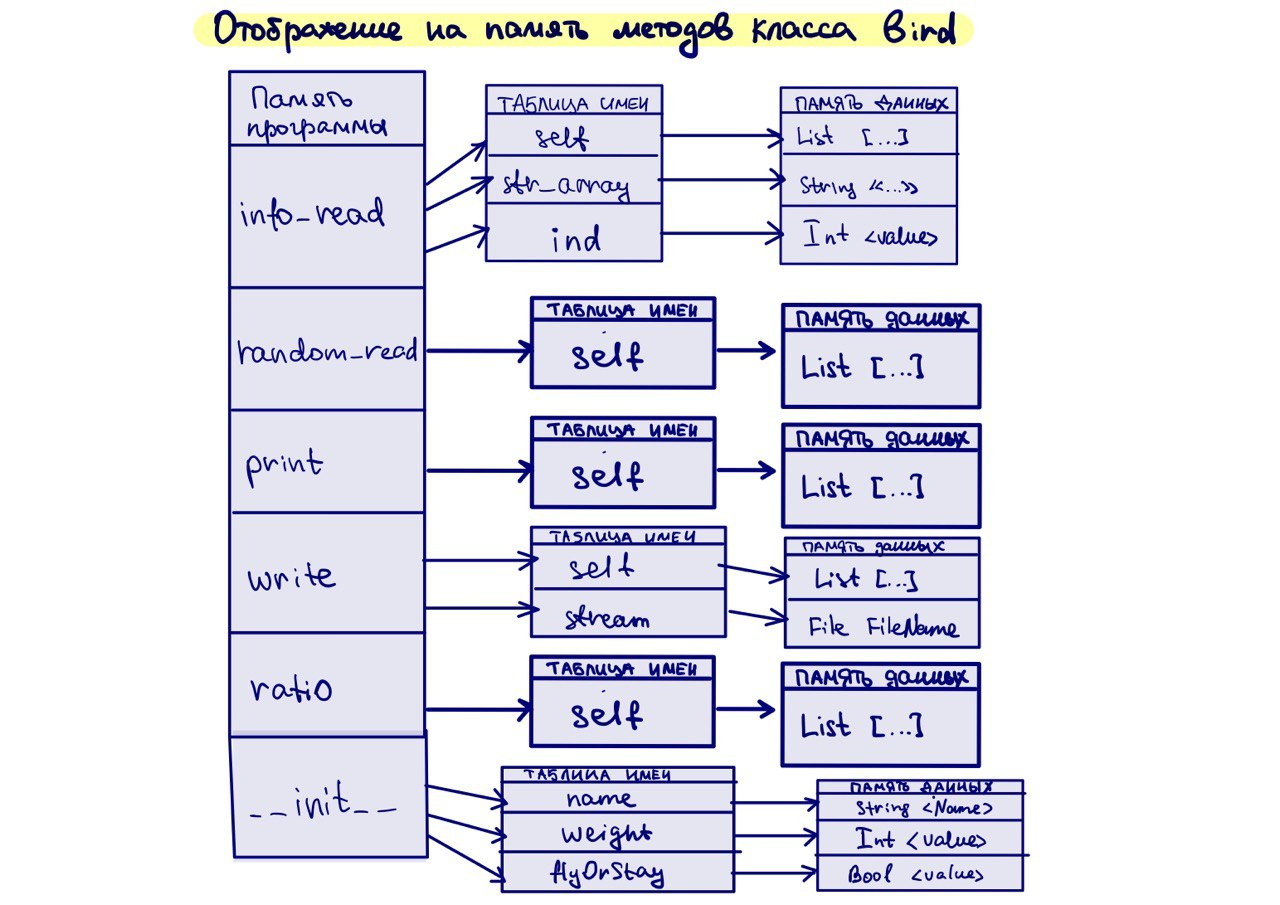 Отображение на память методов класса Bird
Память
программы
info_read
ТАБЛИЦА ИМЕН
self
str_array
ind
ПАМЯТЬ ДАННЫХ
List [...]
String <<...>>
Int <value>
random_read
ТАБЛИЦА ИМЕН
self
ПАМЯТЬ данных
List [...]
print
ТАБЛИЦА ИМЕН
self
ПАМЯТЬ данных
List [...]
write
ТАБЛИЦА ИМЕН
self
stream
ПАМЯТЬ данных
List [...]
File FileName
ratio
ТАБЛИЦА ИМЕН
self
ПАМЯТЬ данных
List [...]
__init__
ТАБЛИЦА ИМЕН
name
weight
flyOrStay
ПАМЯТЬ ДАННЫХ
String <Name>
Int <value>
Bool <value>